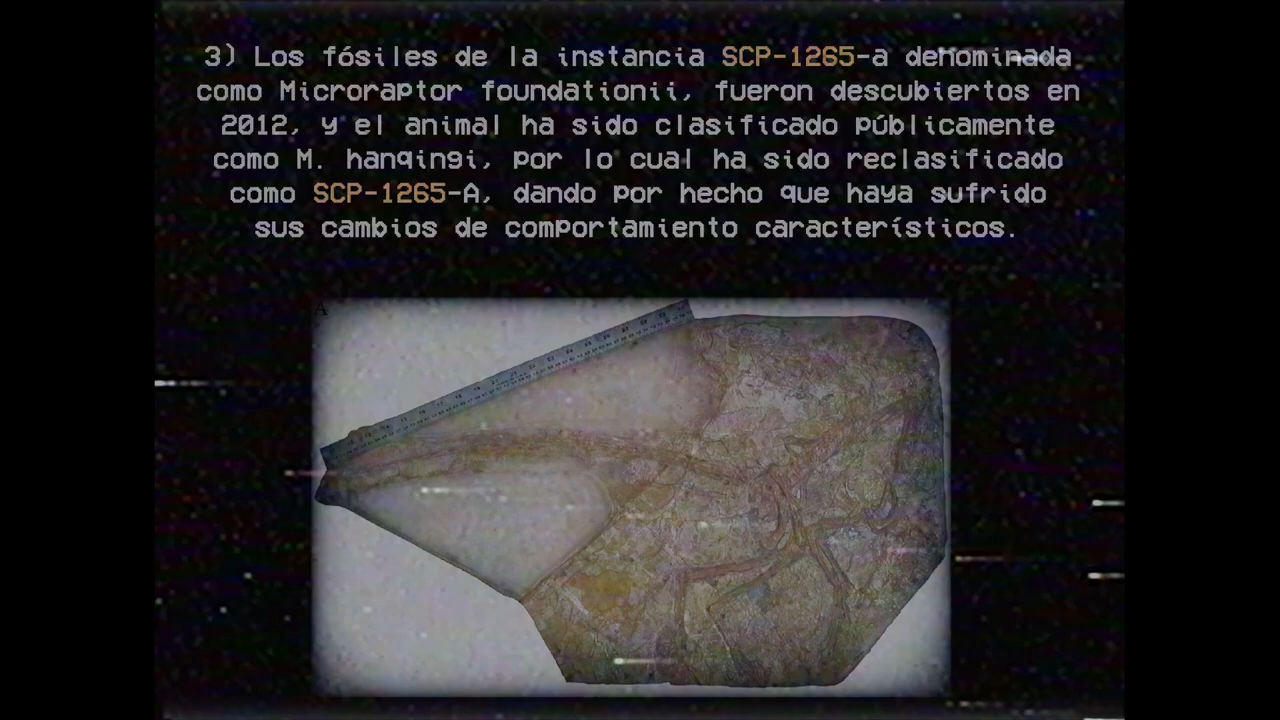 3) Los fósiles de la instancia SCP-1265-a denominada
como Microraptor foundationii, fueron descubiertos en
2012, y el animal ha sido clasificado públicamente
como M. hanqingi, por lo cual ha sido reclasificado
como SCP-1265-A, dando por hecho que haya sufrido
sus cambios de comportamiento característicos.
A